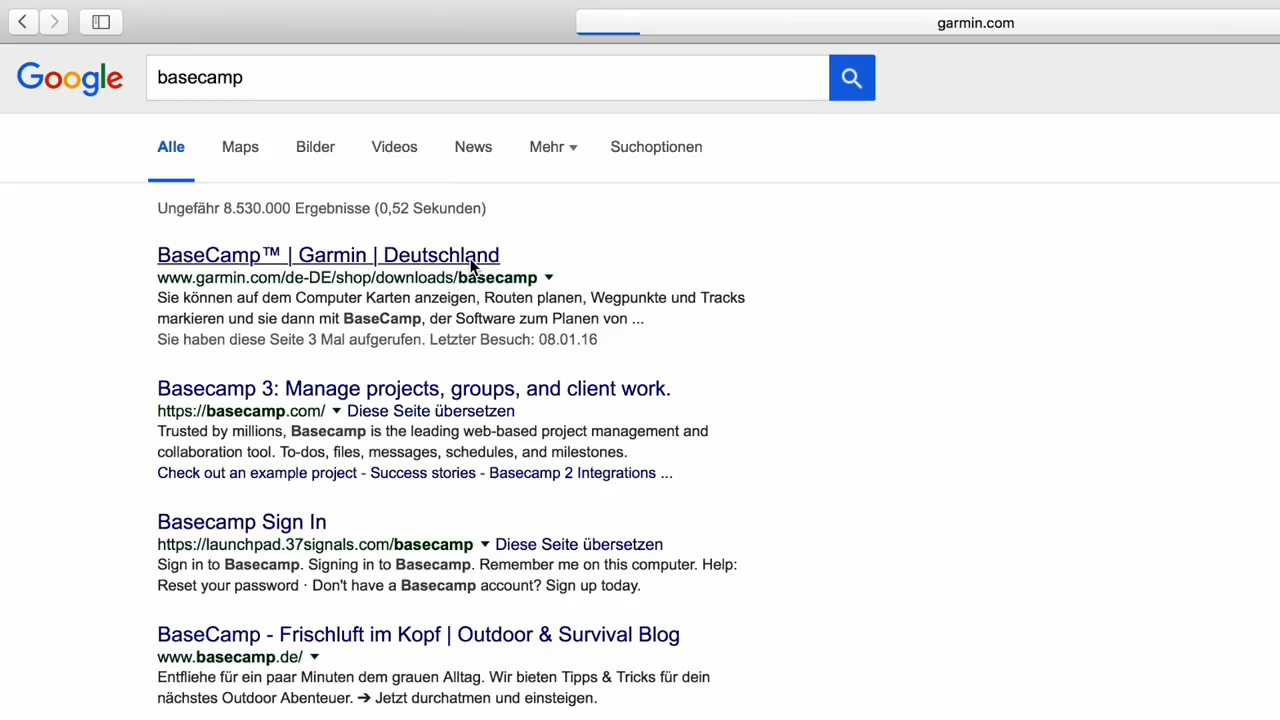 garmin.com
Google
basecamp
Alle Maps Bilder Videos News Mehr Suchoptionen
Ungefähr 8.530.000 Ergebnisse (0,52 Sekunden)
BaseCamp™ | Garmin | Deutschland
www.garmin.com/de-DE/shop/downloads/basecamp
Sie können auf dem Computer Karten anzeigen, Routen planen, Wegpunkte und Tracks
markieren und sie dann mit BaseCamp, der Software zum Planen von ...
Sie haben diese Seite 3 Mal aufgerufen. Letzter Besuch: 08.01.16
Basecamp 3: Manage projects, groups, and client work.
https://basecamp.com/ Diese Seite übersetzen
Trusted by millions, Basecamp is the leading web-based project management and
collaboration tool. To-dos, files, messages, schedules, and milestones.
Check out an example project - Success stories - Basecamp 2 Integrations ...
Basecamp Sign In
https://launchpad.37signals.com/basecamp Diese Seite übersetzen
Sign in to Basecamp. Signing in to Basecamp. Remember me on this computer. Help:
Reset your password · Don't have a Basecamp account? Sign up today.
BaseCamp - Frischluft im Kopf | Outdoor & Survival Blog
www.basecamp.de/
Entfliehe für ein paar Minuten dem grauen Alltag. Wir bieten Tipps & Tricks für dein
nächstes Outdoor Abenteuer. ➔ Jetzt durchatmen und einsteigen.